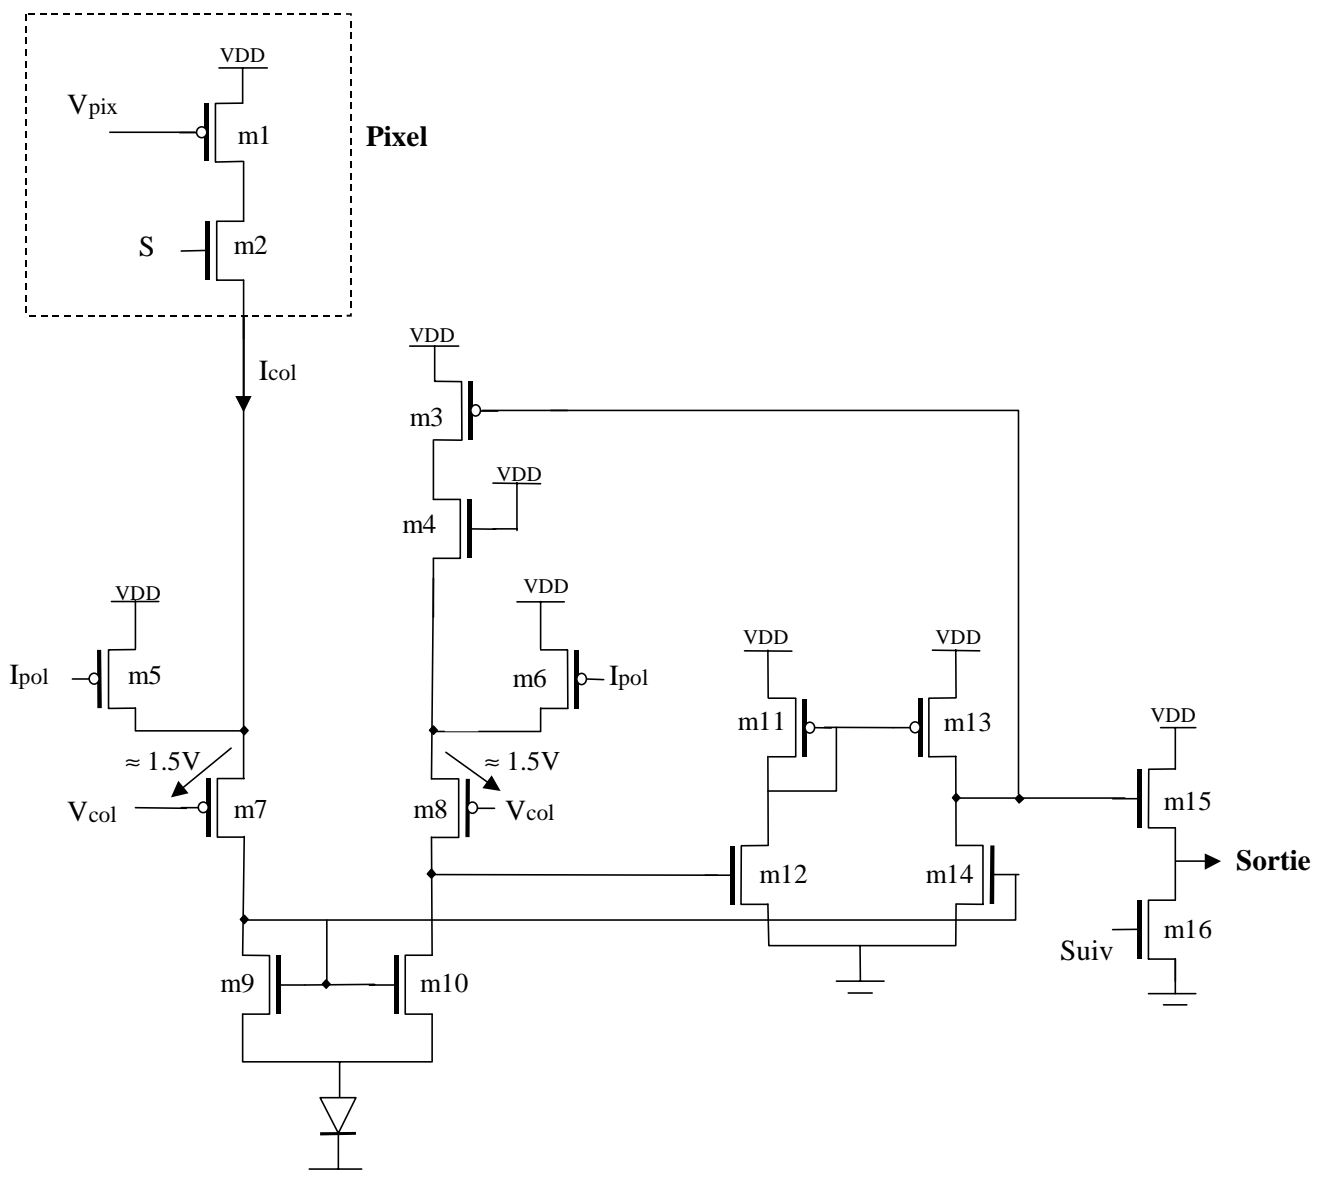 VDD
Vpix
m1
Pixel
S
m2
Icol
VDD
m3
VDD
m4
VDD
VDD
Ipol
m5
m6
Ipol
VDD
VDD
m11
m13
VDD
≈ 1.5V
≈ 1.5V
Vcol
m7
m8
Vcol
m15
m12
m14
Sortie
Suiv
m16
m9
m10